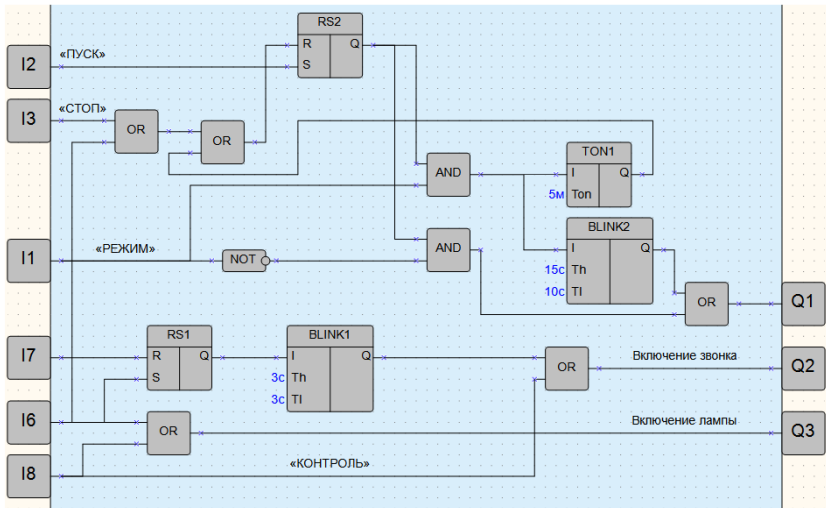 RS2
R Q
S
I2
«ПУСК»
I3
«СТОП»
OR
OR
TON1
I Q
5м Ton
AND
BLINK2
I Q
15с Th
10с Tl
I1
«РЕЖИМ»
NOT
AND
OR
Q1
I7
RS1
R Q
S
BLINK1
I Q
3с Th
3с Tl
OR
Включение звонка
Q2
I6
OR
Включение лампы
Q3
I8
«КОНТРОЛЬ»